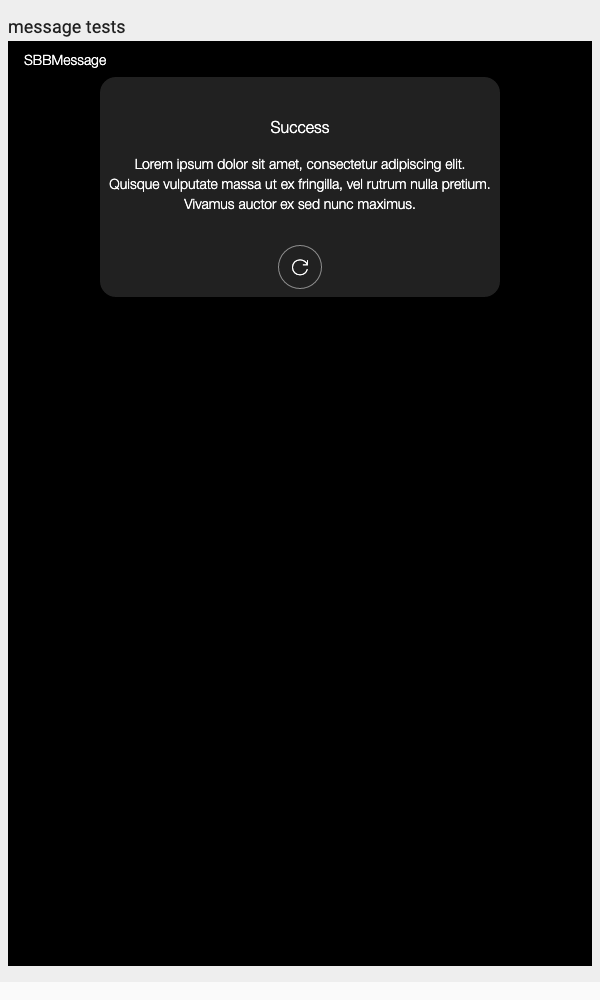 message tests
SBBMessage
Success
Lorem ipsum dolor sit amet, consectetur adipiscing elit.
Quisque vulputate massa ut ex fringilla, vel rutrum nulla pretium.
Vivamus auctor ex sed nunc maximus.